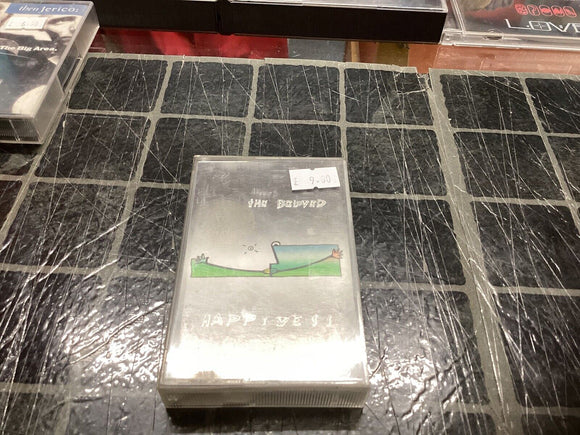 then Jerico:
The Big Area.
£ 9.00
THE BELOVED
HAPPINESS